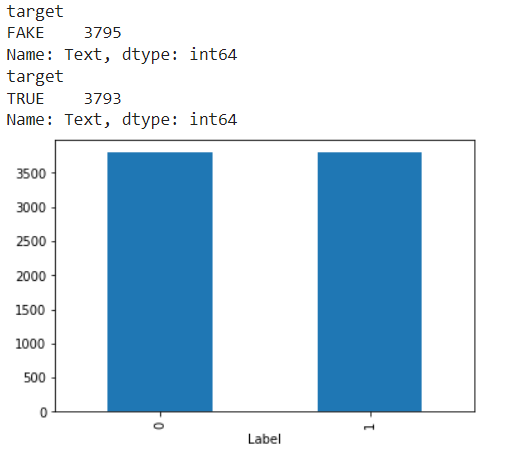 target
FAKE    3795
Name: Text, dtype: int64
target
TRUE    3793
Name: Text, dtype: int64
3500
3000
2500
2000
1500
1000
500
0
0
1
Label